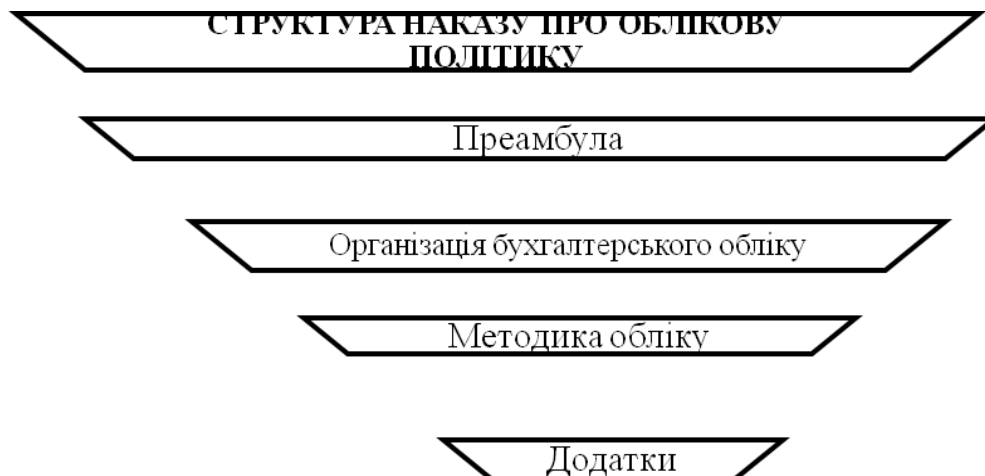 СТРУКТУРА НАКАЗУ ПРО ОБЛІКОВУ
ПОЛІТИКУ
Преамбула
Організація бухгалтерського обліку
Методика обліку
Додатки